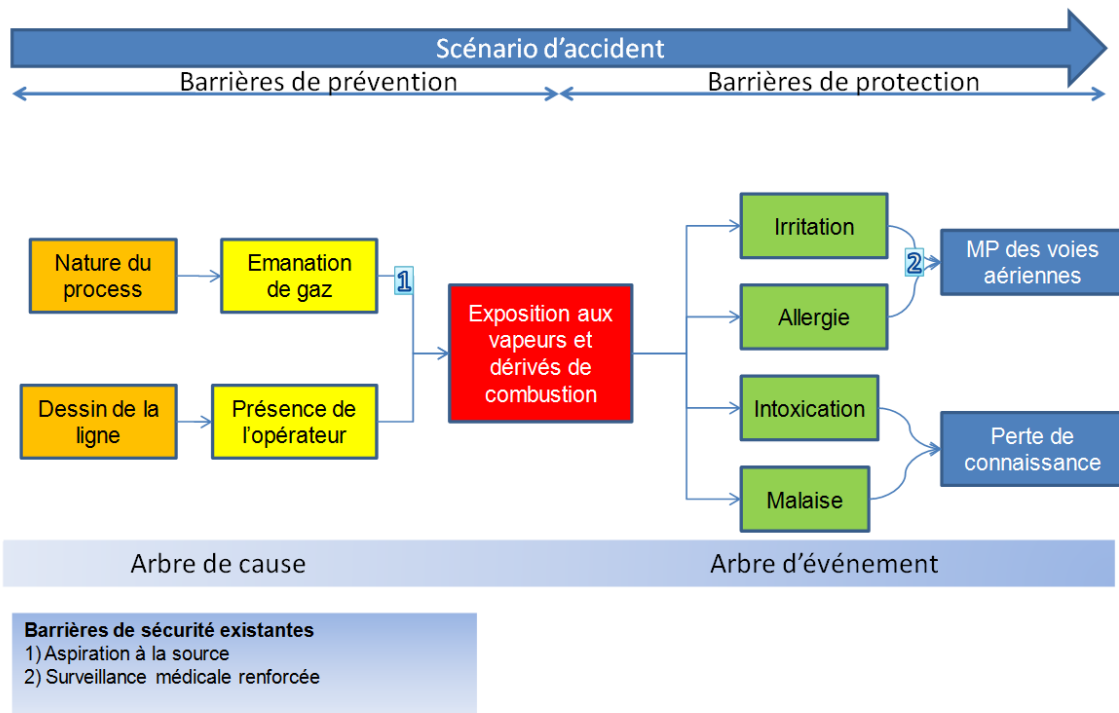 Scénario d'accident
Barrières de prévention
Barrières de protection
Nature du
process
Emanation
de gaz
1
Dessin de la
ligne
Présence de
l'opérateur
Exposition aux
vapeurs et
dérivés de
combustion
Irritation
Allergie
Intoxication
Malaise
2
MP des voies
aériennes
Perte de
connaissance
Arbre de cause
Arbre d'événement
Barrières de sécurité existantes
1) Aspiration à la source
2) Surveillance médicale renforcée